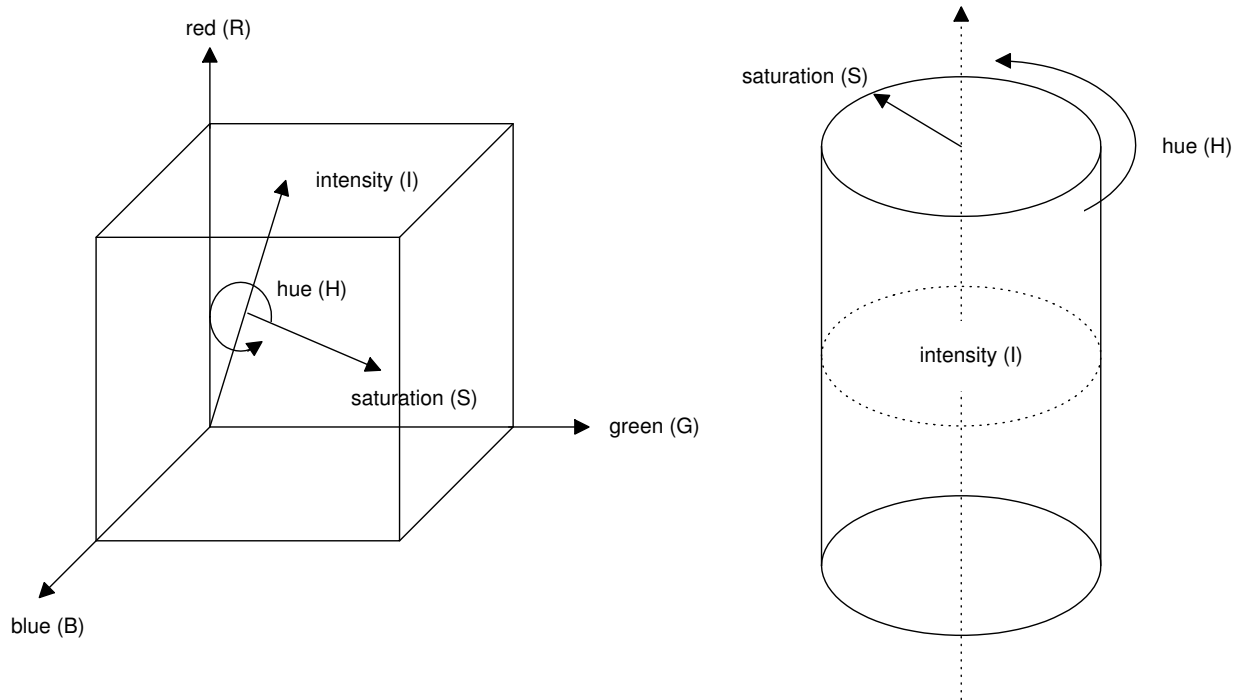 red (R)
intensity (I)
hue (H)
saturation (S)
green (G)
blue (B)
saturation (S)
hue (H)
intensity (I)